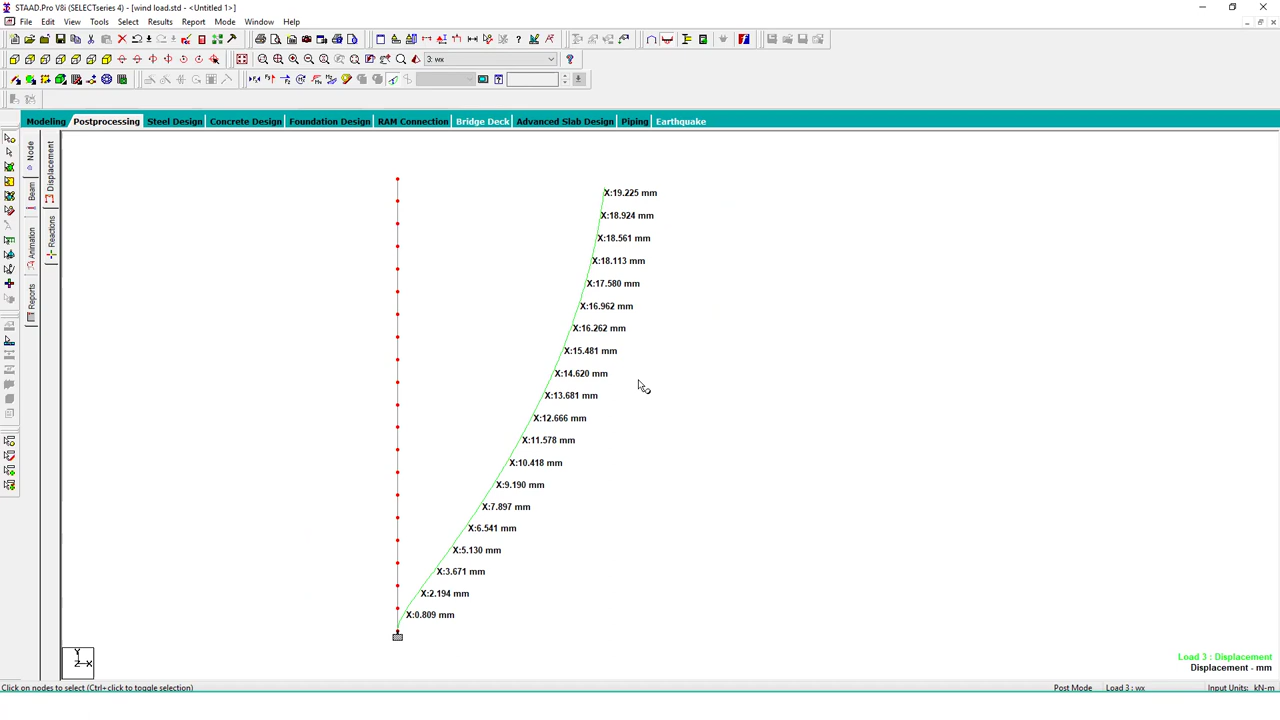 STAAD.Pro V8i (SELECTseries 4) - [wind load.std - <Untitled 1>]
File Edit View Tools Select Results Report Mode Window Help
3: wx
Modeling Postprocessing Steel Design Concrete Design Foundation Design RAM Connection Bridge Deck Advanced Slab Design Piping Earthquake
Node
Beam
Animation
Reports
Displacement
Reactions
X:19.225 mm
X:18.924 mm
X:18.561 mm
X:18.113 mm
X:17.580 mm
X:16.962 mm
X:16.262 mm
X:15.481 mm
X:14.620 mm
X:13.681 mm
X:12.666 mm
X:11.578 mm
X:10.418 mm
X:9.190 mm
X:7.897 mm
X:6.541 mm
X:5.130 mm
X:3.671 mm
X:2.194 mm
X:0.809 mm
Y
Z X
Load 3 : Displacement
Displacement - mm
Click on nodes to select (Ctrl+click to toggle selection) Post Mode Load 3 : wx Input Units: kN-m